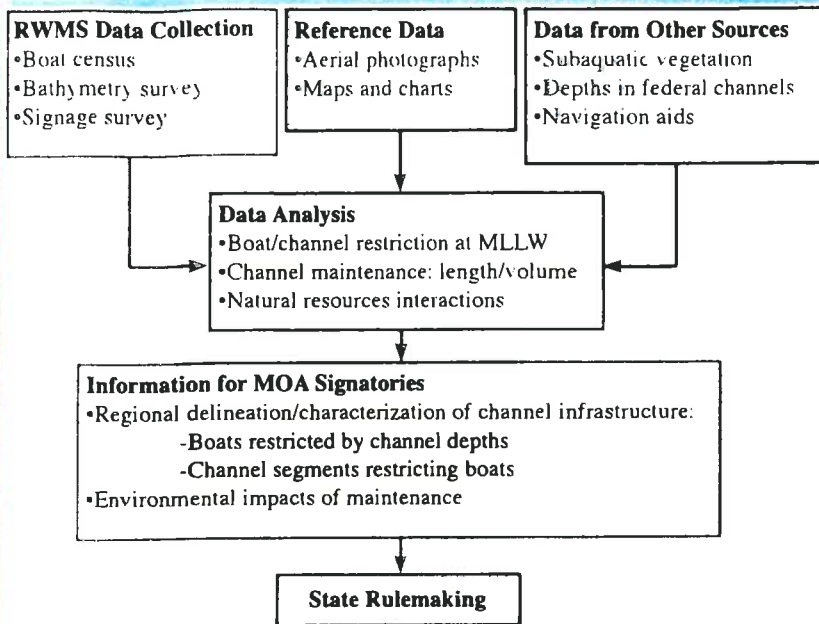 RWMS Data Collection
•Boat census
•Bathymetry survey
•Signage survey
Reference Data
•Aerial photographs
•Maps and charts
Data from Other Sources
•Subaquatic vegetation
•Depths in federal channels
•Navigation aids
Data Analysis
•Boat/channel restriction at MLLW
•Channel maintenance: length/volume
•Natural resources interactions
Information for MOA Signatories
•Regional delineation/characterization of channel infrastructure:
-Boats restricted by channel depths
-Channel segments restricting boats
•Environmental impacts of maintenance
State Rulemaking